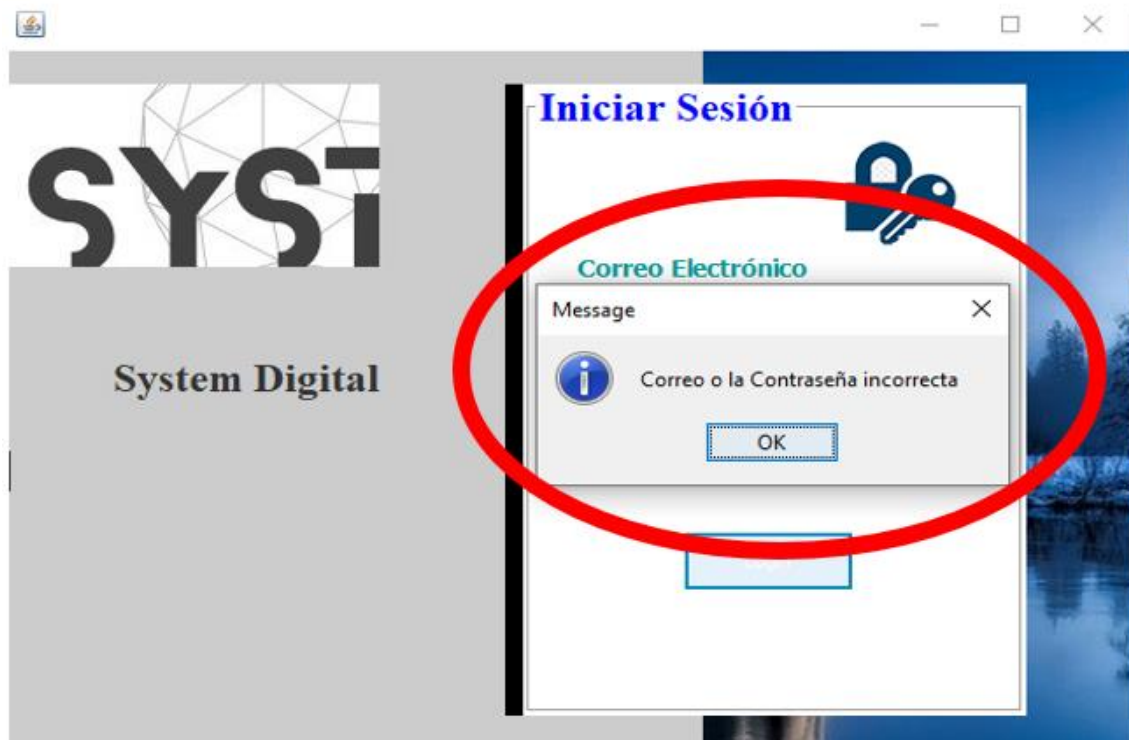 SYST
System Digital
Iniciar Sesión
Correo Electrónico
Message
Correo o la Contraseña incorrecta
OK